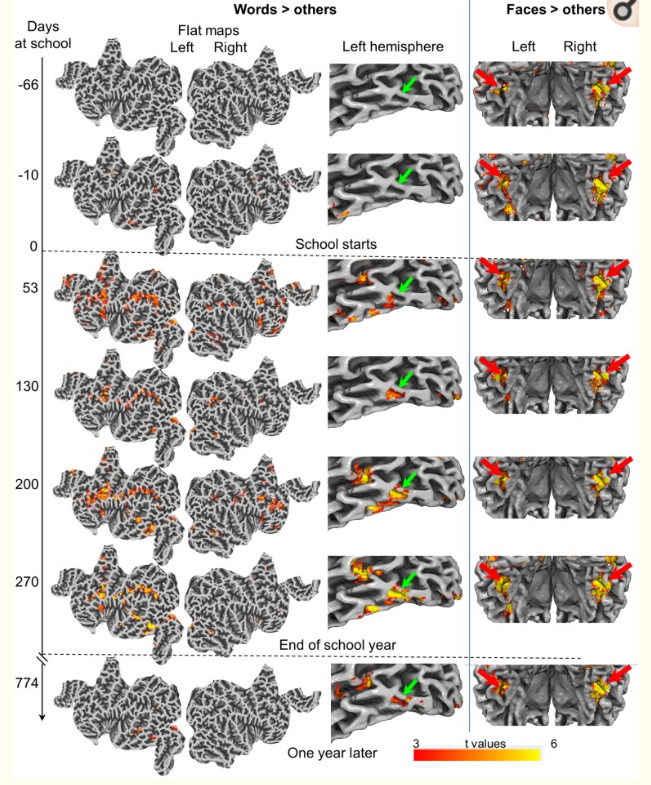 Words > others
Faces > others
Days
at school
Flat maps
Left Right
Left hemisphere
Left Right
-66
-10
0
School starts
53
130
200
270
End of school year
774
One year later
3 t values 6